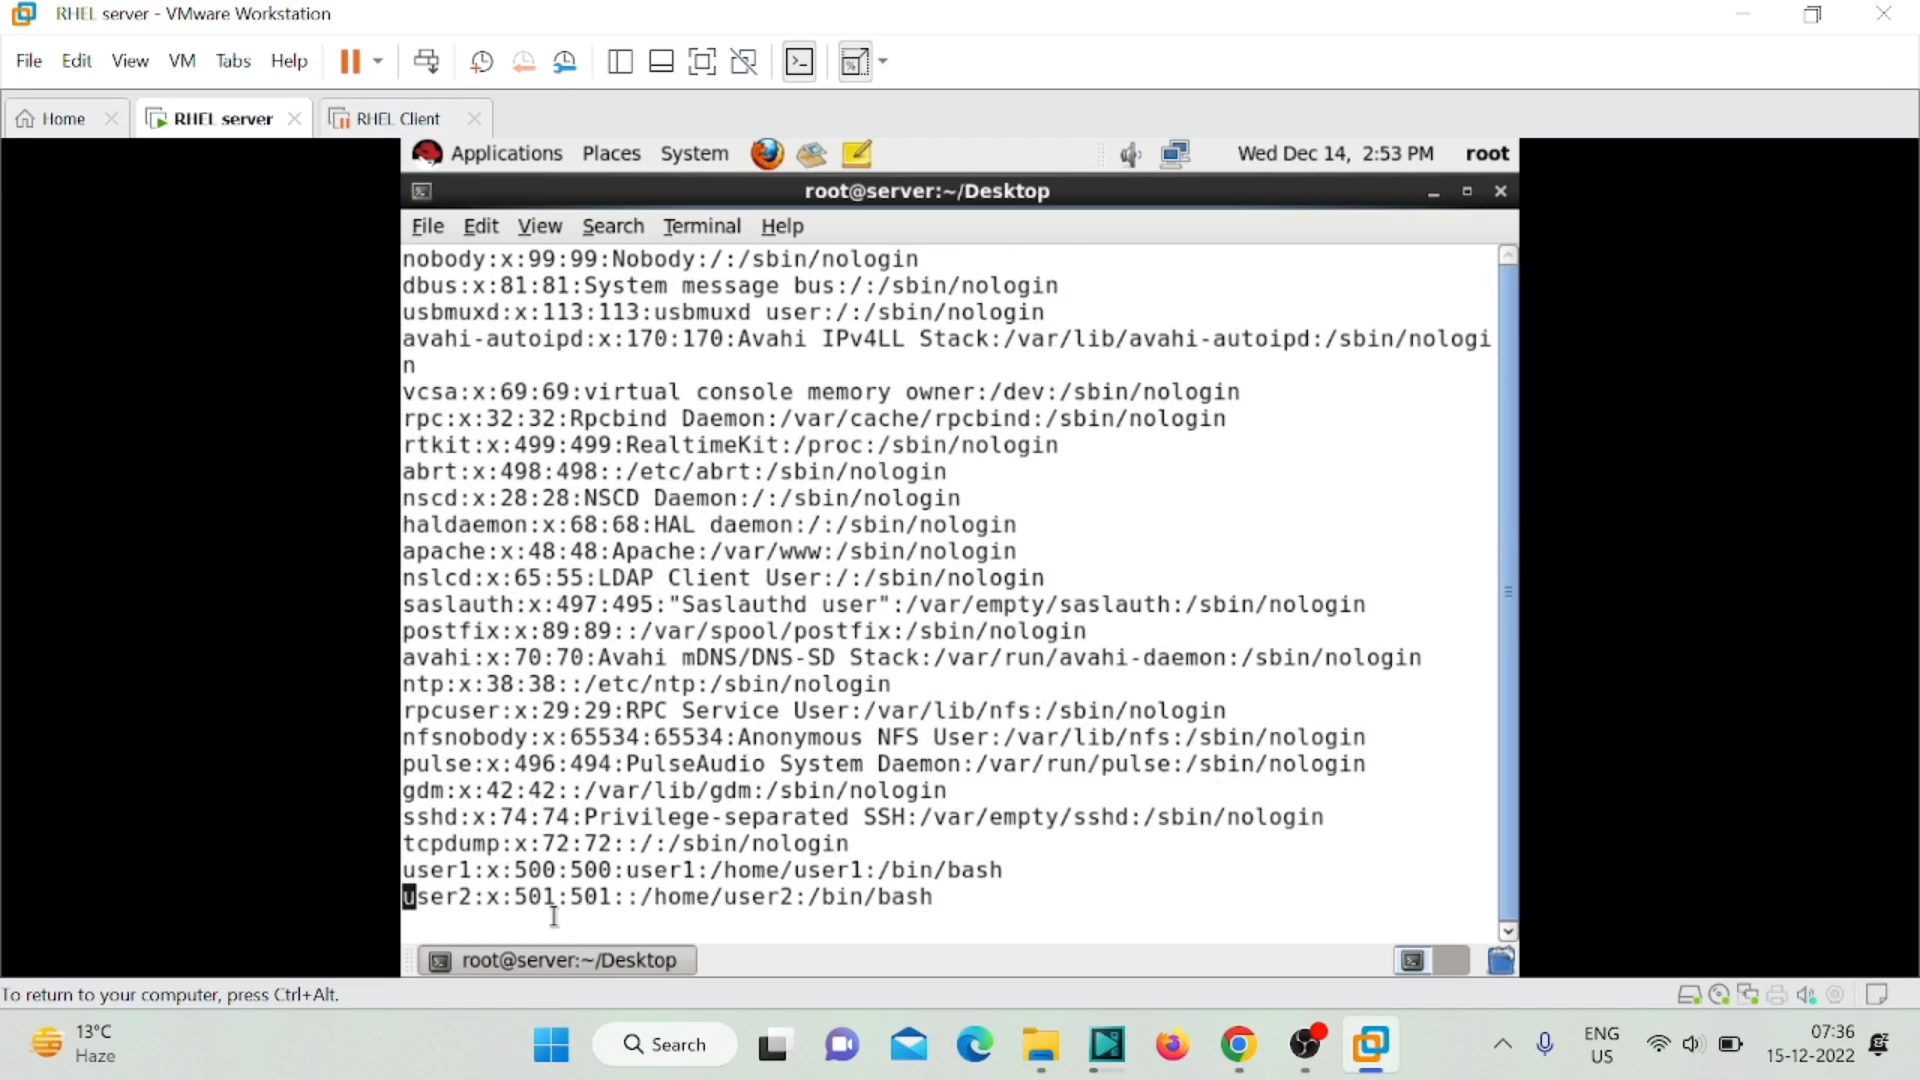 RHEL server - VMware Workstation
File Edit View VM Tabs Help
Home RHEL server RHEL Client
Applications Places System Wed Dec 14, 2:53 PM root
root@server:~/Desktop
File Edit View Search Terminal Help
nobody:x:99:99:Nobody:/:/sbin/nologin
dbus:x:81:81:System message bus:/:/sbin/nologin
usbmuxd:x:113:113:usbmuxd user:/:/sbin/nologin
avahi-autoipd:x:170:170:Avahi IPv4LL Stack:/var/lib/avahi-autoipd:/sbin/nologi
n
vcsa:x:69:69:virtual console memory owner:/dev:/sbin/nologin
rpc:x:32:32:Rpcbind Daemon:/var/cache/rpcbind:/sbin/nologin
rtkit:x:499:499:RealtimeKit:/proc:/sbin/nologin
abrt:x:498:498::/etc/abrt:/sbin/nologin
nscd:x:28:28:NSCD Daemon:/:/sbin/nologin
haldaemon:x:68:68:HAL daemon:/:/sbin/nologin
apache:x:48:48:Apache:/var/www:/sbin/nologin
nslcd:x:65:55:LDAP Client User:/:/sbin/nologin
saslauth:x:497:495:"Saslauthd user":/var/empty/saslauth:/sbin/nologin
postfix:x:89:89::/var/spool/postfix:/sbin/nologin
avahi:x:70:70:Avahi mDNS/DNS-SD Stack:/var/run/avahi-daemon:/sbin/nologin
ntp:x:38:38::/etc/ntp:/sbin/nologin
rpcuser:x:29:29:RPC Service User:/var/lib/nfs:/sbin/nologin
nfsnobody:x:65534:65534:Anonymous NFS User:/var/lib/nfs:/sbin/nologin
pulse:x:496:494:PulseAudio System Daemon:/var/run/pulse:/sbin/nologin
gdm:x:42:42::/var/lib/gdm:/sbin/nologin
sshd:x:74:74:Privilege-separated SSH:/var/empty/sshd:/sbin/nologin
tcpdump:x:72:72::/:/sbin/nologin
user1:x:500:500:user1:/home/user1:/bin/bash
user2:x:501:501::/home/user2:/bin/bash
root@server:~/Desktop
To return to your computer, press Ctrl+Alt.
13°C
Haze
Search
ENG
US
07:36
15-12-2022